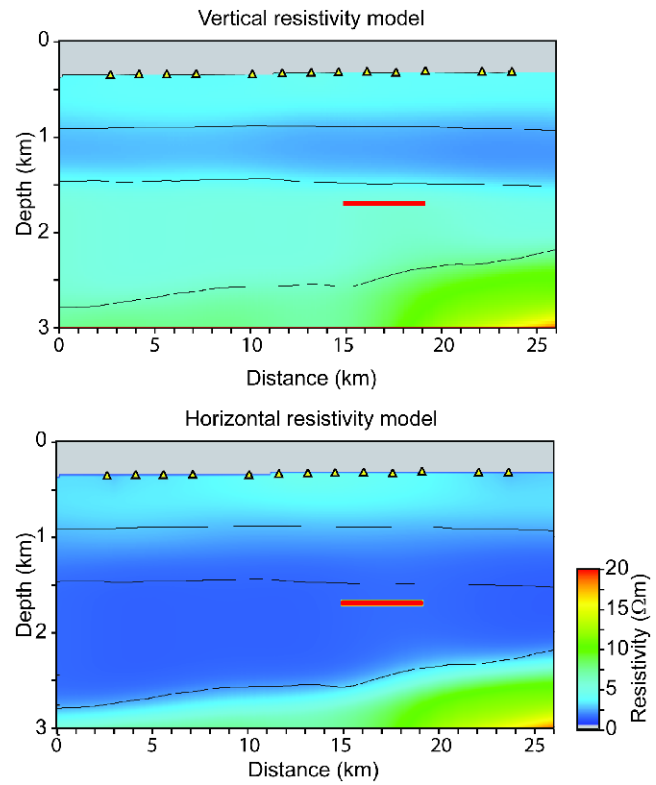 Vertical resistivity model
0
1
2
3
Depth (km)
0 5 10 15 20 25
Distance (km)
Horizontal resistivity model
0
1
2
3
Depth (km)
0 5 10 15 20 25
Distance (km)
20
15
10
5
0
Resistivity (Ωm)